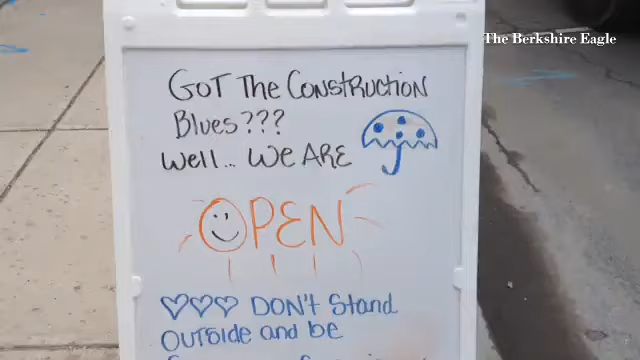 The Berkshire Eagle
GOT THE CONSTRUCTION
Blues???
Well... WE ARE
OPEN
DON'T Stand
OUTSIDE and be